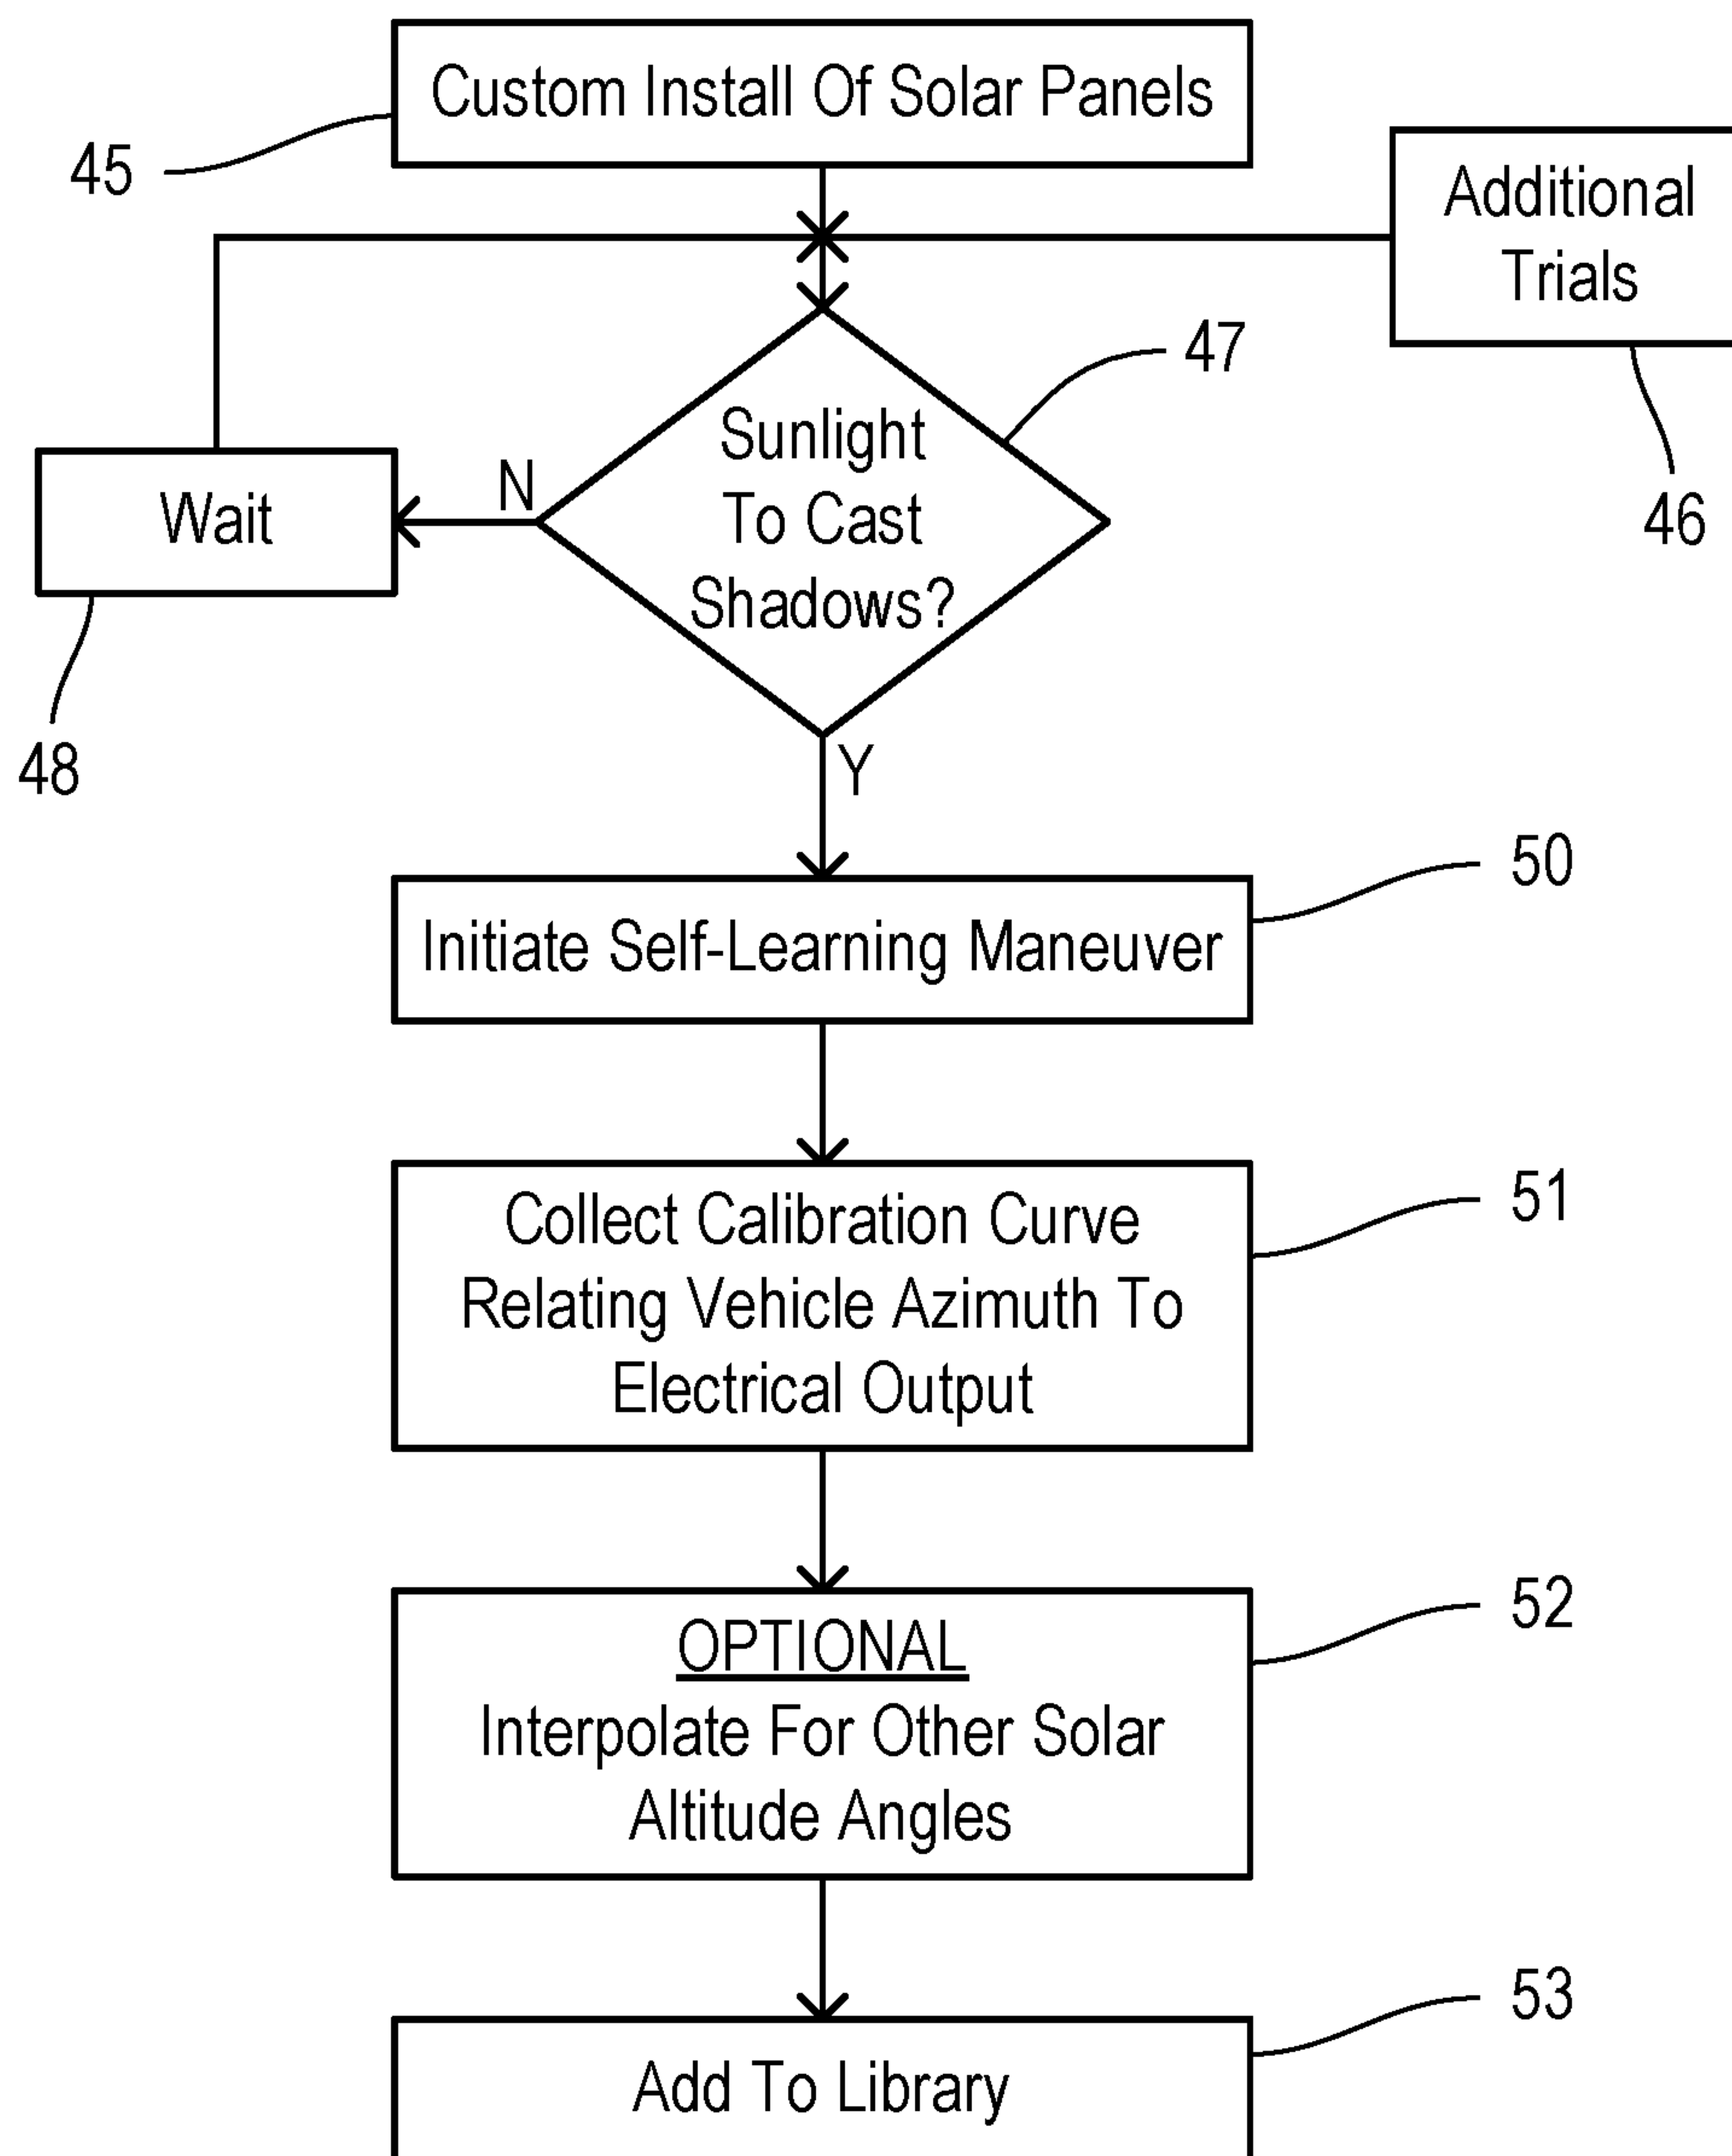 Custom Install Of Solar Panels
45
Additional
Trials
46
47
Sunlight
To Cast
Shadows?
N
Wait
48
Y
50
Initiate Self-Learning Maneuver
51
Collect Calibration Curve
Relating Vehicle Azimuth To
Electrical Output
52
OPTIONAL
Interpolate For Other Solar
Altitude Angles
53
Add To Library